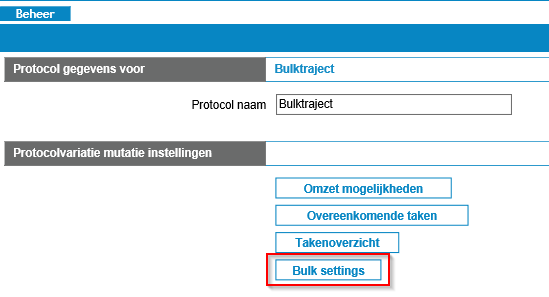 Beheer
Protocol gegevens voor Bulktraject
Protocol naam Bulktraject
Protocolvariatie mutatie instellingen
Omzet mogelijkheden
Overeenkomende taken
Takenoverzicht
Bulk settings